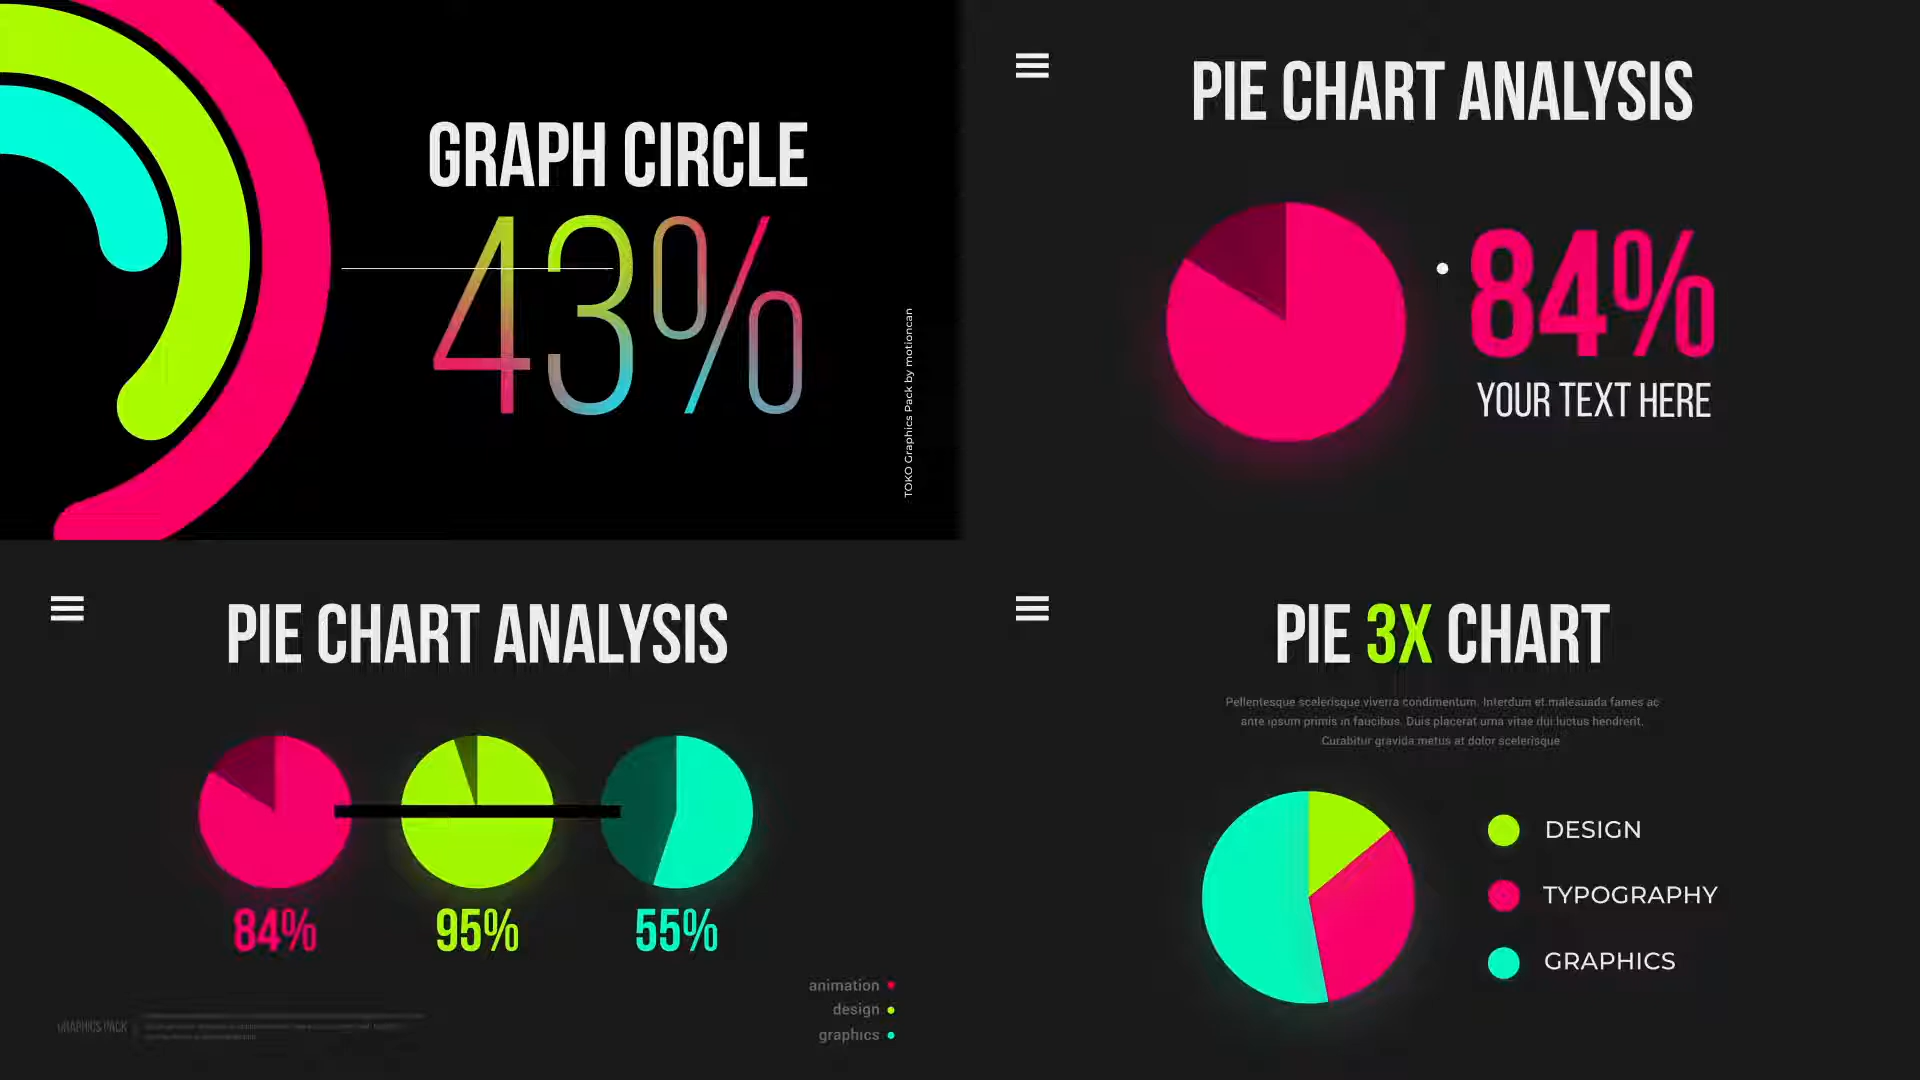 GRAPH CIRCLE
43%
TOKO Graphics Pack by motioncan
PIE CHART ANALYSIS
84%
YOUR TEXT HERE
PIE CHART ANALYSIS
84%
95%
55%
animation
design
graphics
GRAPHICS PACK
PIE 3X CHART
Pellentesque scelerisque viverra condimentum. Interdum et malesuada fames ac
ante ipsum primis in faucibus. Duis placerat urna vitae dui luctus hendrerit.
Curabitur gravida metus at dolor scelerisque
DESIGN
TYPOGRAPHY
GRAPHICS